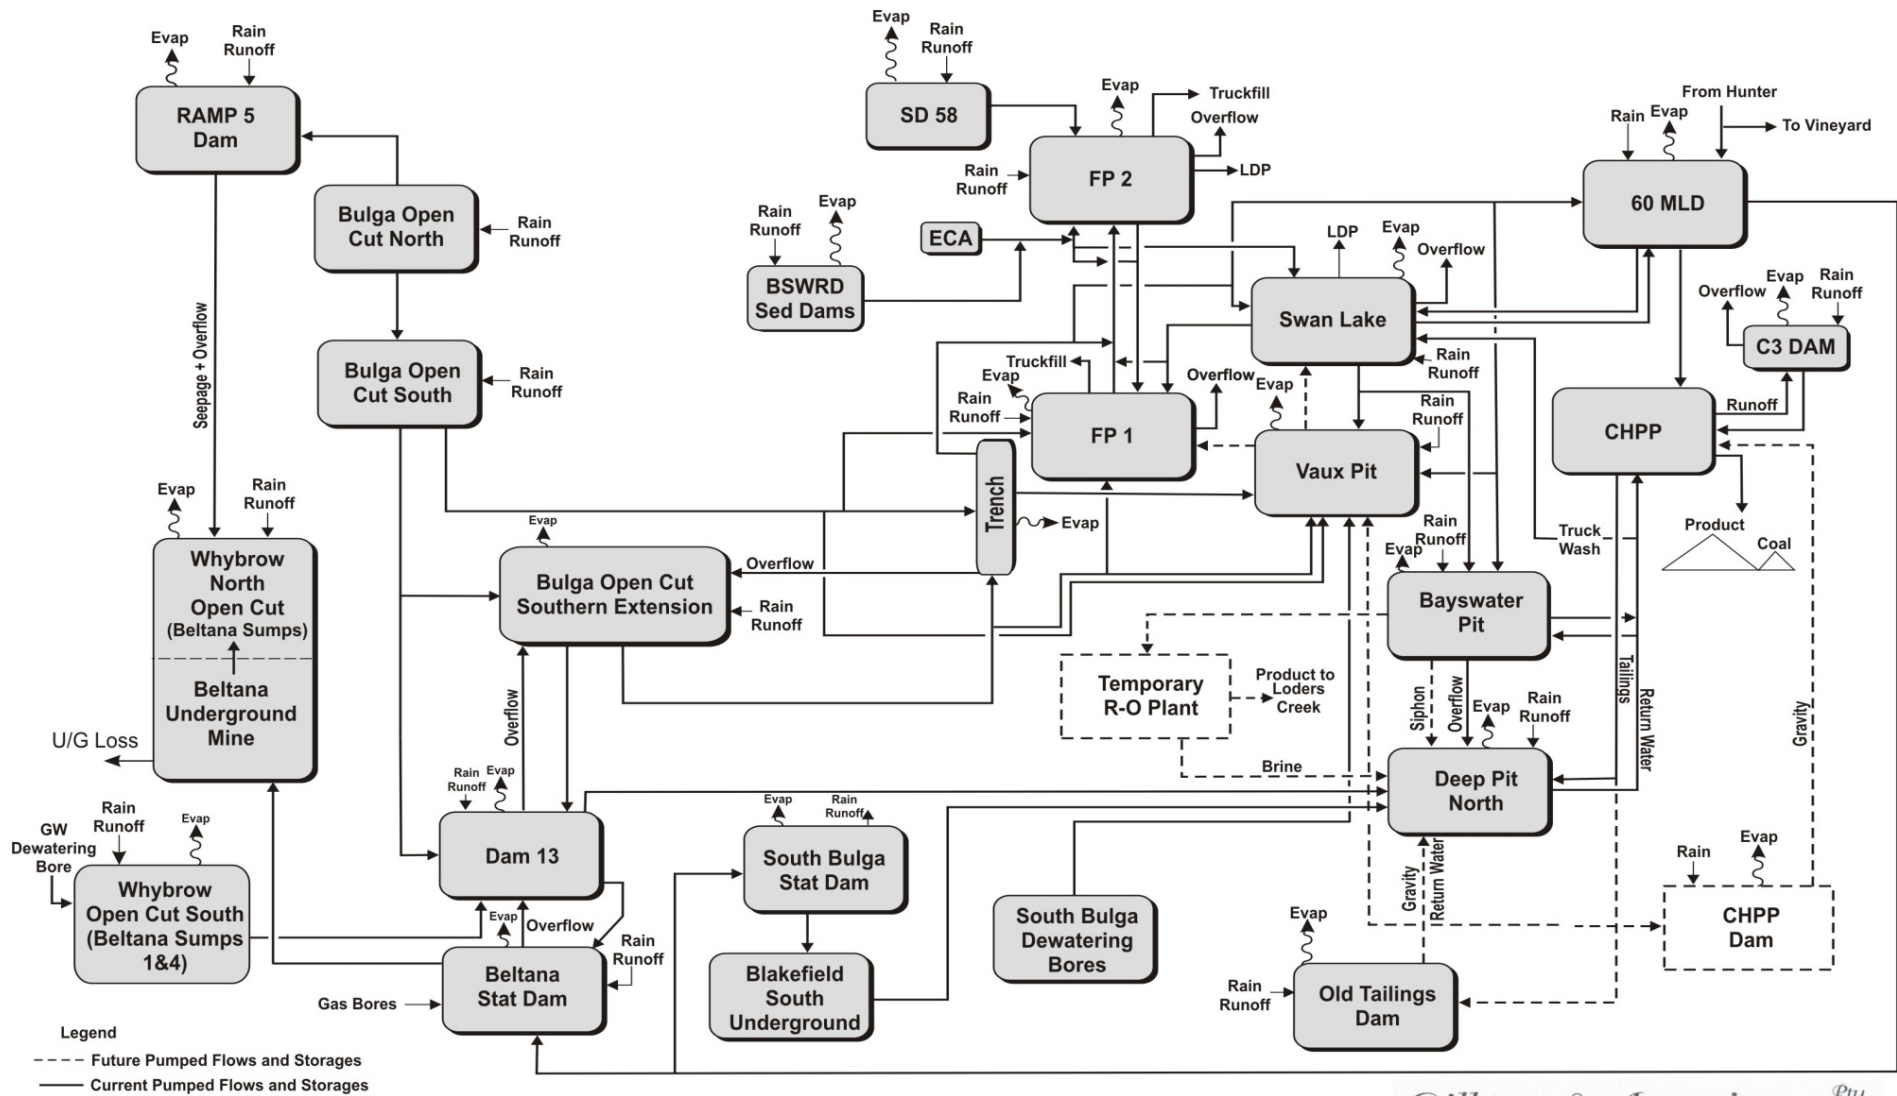 Evap
Rain
Runoff
RAMP 5
Dam
Bulga Open
Cut North
Rain
Runoff
Bulga Open
Cut South
Rain
Runoff
Seepage + Overflow
Evap
Rain
Runoff
Whybrow
North
Open Cut
(Beltana Sumps)
Beltana
Underground
Mine
U/G Loss
GW
Dewatering
Bore
Rain
Runoff
Evap
Whybrow
Open Cut South
(Beltana Sumps
1&4)
Evap
Rain
Runoff
SD 58
Evap
Truckfill
Overflow
LDP
Rain
Runoff
FP 2
ECA
Rain
Runoff
Evap
BSWRD
Sed Dams
From Hunter
To Vineyard
Rain
Evap
60 MLD
LDP
Evap
Overflow
Swan Lake
Rain
Runoff
Overflow
Evap
Rain
Runoff
C3 DAM
Truckfill
Evap
Rain
Runoff
Overflow
FP 1
Evap
Rain
Runoff
Vaux Pit
Runoff
CHPP
Product
Coal
Truck
Wash
Trench
Evap
Evap
Bulga Open Cut
Southern Extension
Overflow
Rain
Runoff
Evap
Rain
Runoff
Bayswater
Pit
Temporary
R-O Plant
Product to
Loders
Creek
Brine
Siphon
Overflow
Evap
Rain
Runoff
Deep Pit
North
Tailings
Return Water
Gravity
Overflow
Rain
Runoff
Evap
Dam 13
Evap
Overflow
Rain
Runoff
Beltana
Stat Dam
Gas Bores
Evap
Rain
Runoff
South Bulga
Stat Dam
Blakefield
South
Underground
South Bulga
Dewatering
Bores
Gravity
Return Water
Evap
Rain
Runoff
Old Tailings
Dam
Rain
Evap
CHPP
Dam
Legend
Future Pumped Flows and Storages
Current Pumped Flows and Storages
Pty